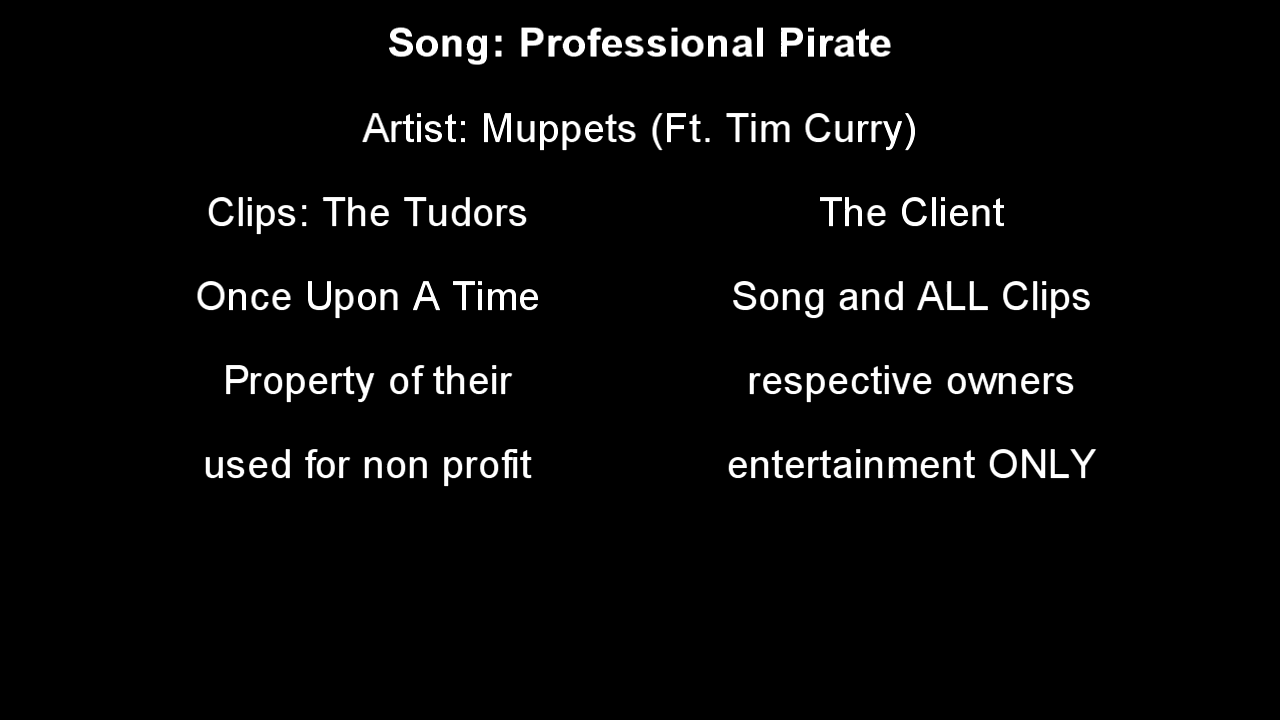 Song: Professional Pirate
Artist: Muppets (Ft. Tim Curry)
Clips: The Tudors The Client
Once Upon A Time Song and ALL Clips
Property of their respective owners
used for non profit entertainment ONLY